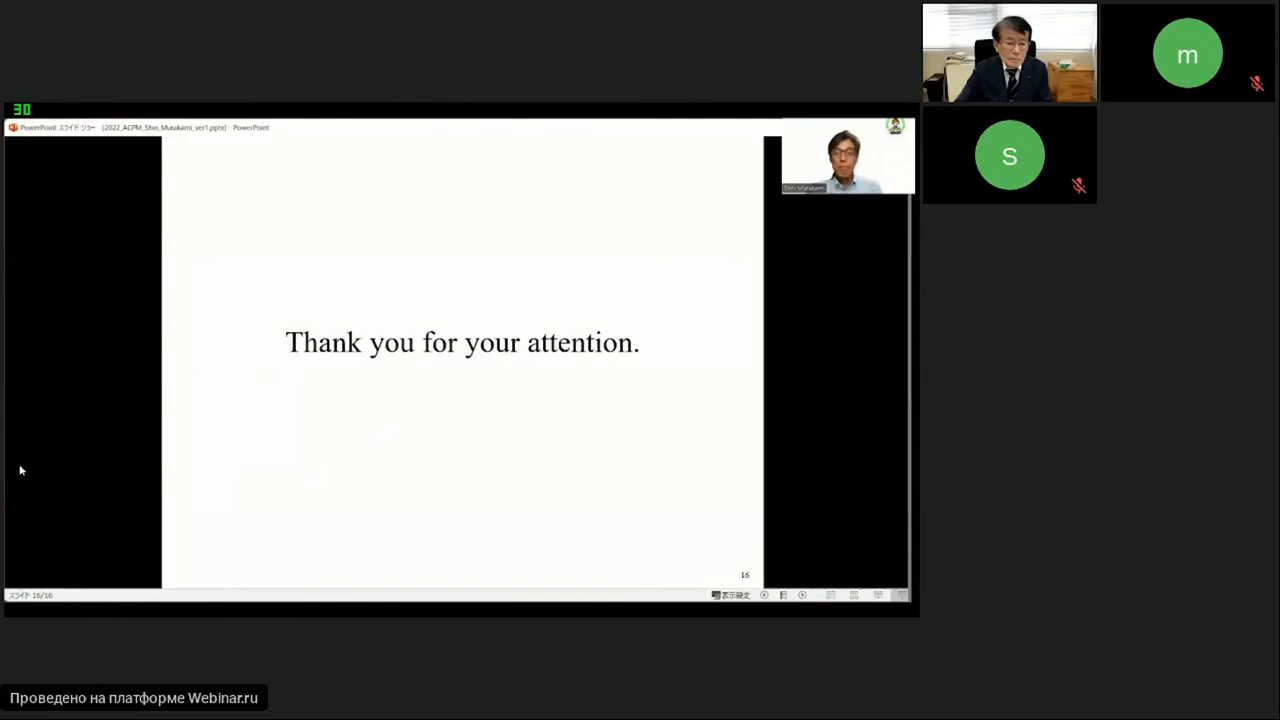 30
PowerPoint スライド ショー - [2022_ACPM_Shin_Murakami_ver1.pptx] - PowerPoint
Shin Murakami
m
S
Thank you for your attention.
16
スライド 16/16
表示設定
Проведено на платформе Webinar.ru